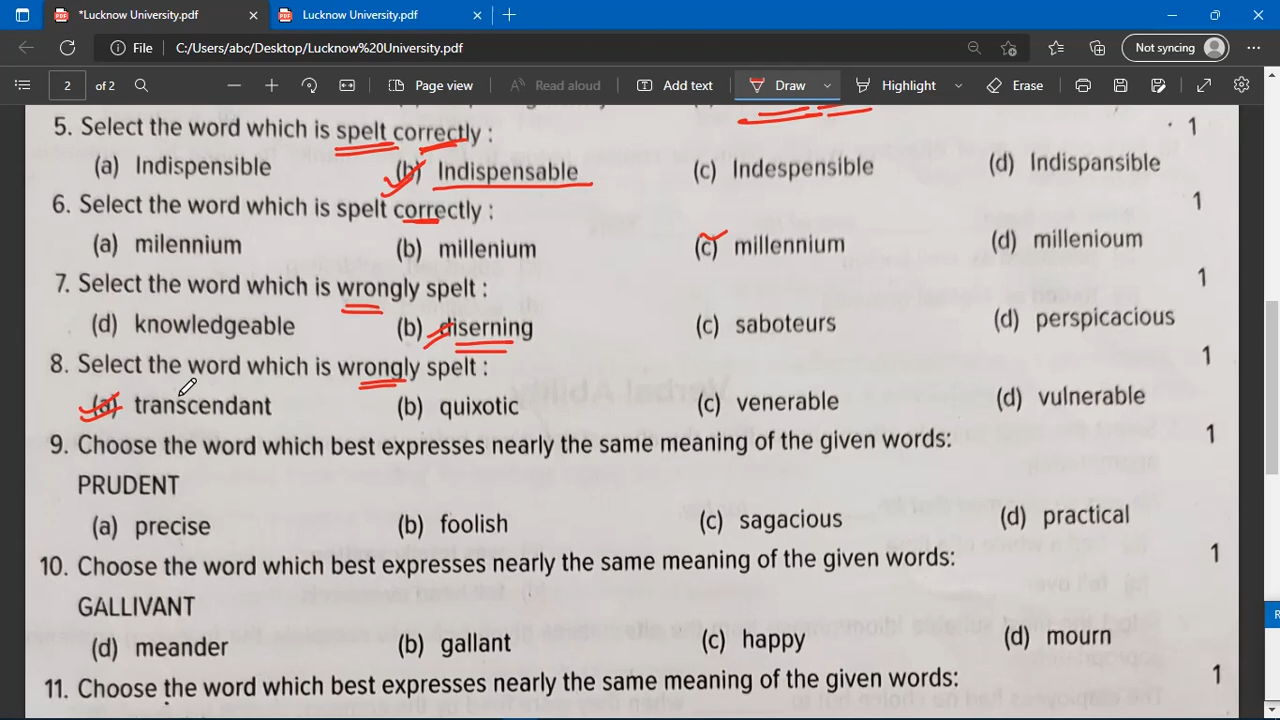 *Lucknow University.pdf
Lucknow University.pdf
File C:/Users/abc/Desktop/Lucknow%20University.pdf Not syncing
2 of 2 Page view Read aloud Add text Draw Highlight Erase
5. Select the word which is spelt correctly : 1
(a) Indispensible (b) Indispensable (c) Indespensible (d) Indispansible
6. Select the word which is spelt correctly : 1
(a) milennium (b) millenium (c) millennium (d) millenioum
7. Select the word which is wrongly spelt : 1
(d) knowledgeable (b) diserning (c) saboteurs (d) perspicacious
8. Select the word which is wrongly spelt : 1
(a) transcendant (b) quixotic (c) venerable (d) vulnerable
9. Choose the word which best expresses nearly the same meaning of the given words: 1
PRUDENT
(a) precise (b) foolish (c) sagacious (d) practical
10. Choose the word which best expresses nearly the same meaning of the given words: 1
GALLIVANT
(d) meander (b) gallant (c) happy (d) mourn
11. Choose the word which best expresses nearly the same meaning of the given words: 1